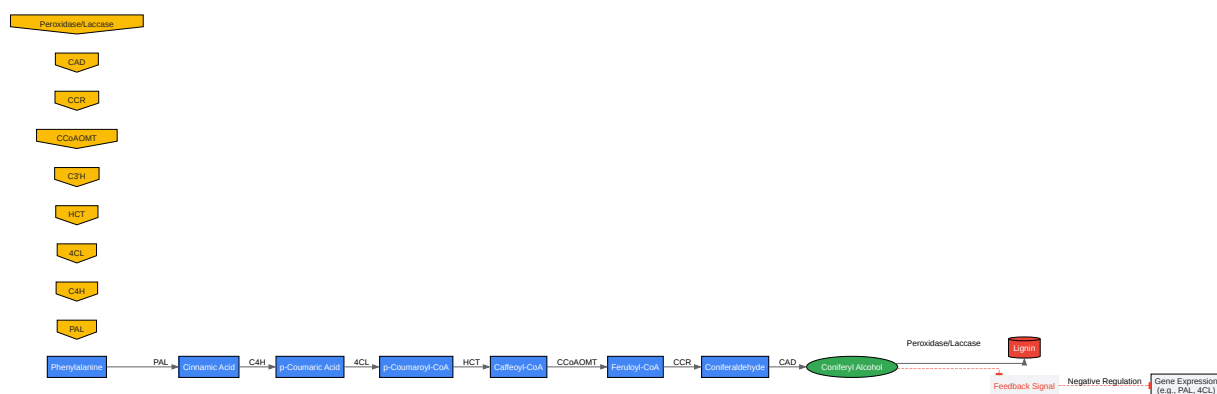 Peroxidase/Laccase
CAD
CCR
CCoAOMT
C3'H
HCT
4CL
C4H
PAL
Phenylalanine
PAL
Cinnamic Acid
C4H
p-Coumaric Acid
4CL
p-Coumaroyl-CoA
HCT
Caffeoyl-CoA
CCoAOMT
Feruloyl-CoA
CCR
Coniferaldehyde
CAD
Coniferyl Alcohol
Peroxidase/Laccase
Lignin
Feedback Signal
Negative Regulation
Gene Expression
(e.g., PAL, 4CL)